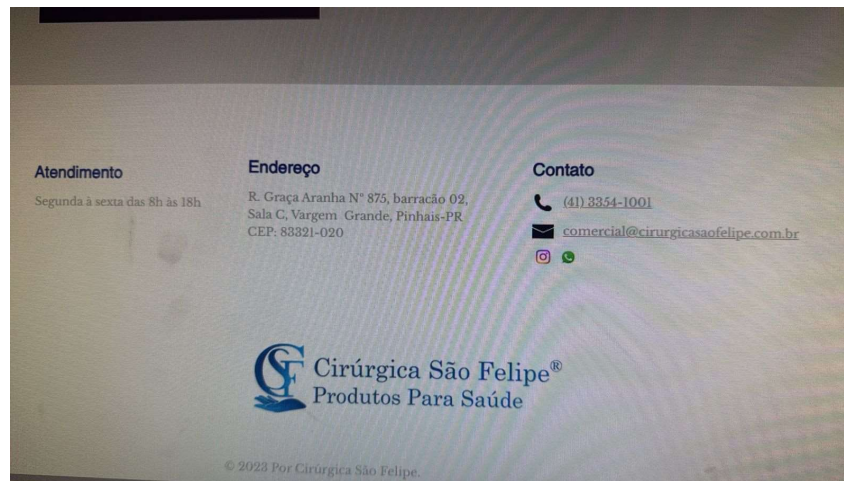 Atendimento
Segunda à sexta das 8h às 18h
Endereço
R. Graça Aranha N° 875, barracão 02,
Sala C, Vargem Grande, Pinhais-PR
CEP: 83321-020
Contato
(41) 3354-1001
comercial@cirurgicasaofelipe.com.br
CSF
Cirúrgica São Felipe®
Produtos Para Saúde
© 2023 Por Cirúrgica São Felipe.